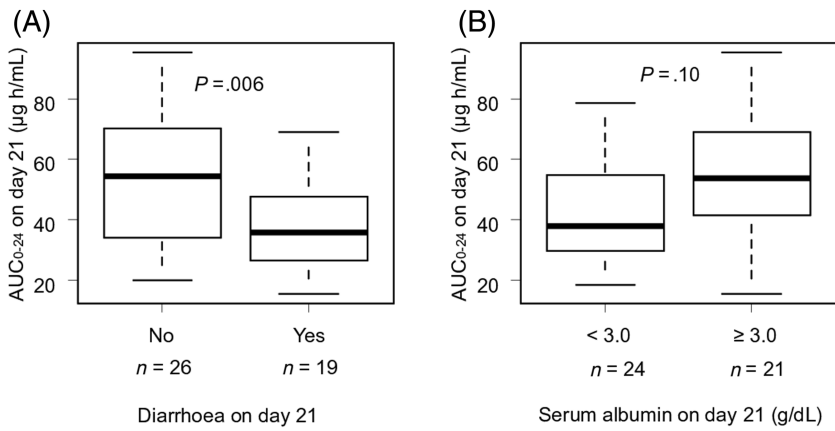 (A)
AUC0-24 on day 21 (µg h/mL)
80
60
40
20
P = .006
No
Yes
n = 26
n = 19
Diarrhoea on day 21
(B)
AUC0-24 on day 21 (µg h/mL)
80
60
40
20
P = .10
< 3.0
≥ 3.0
n = 24
n = 21
Serum albumin on day 21 (g/dL)